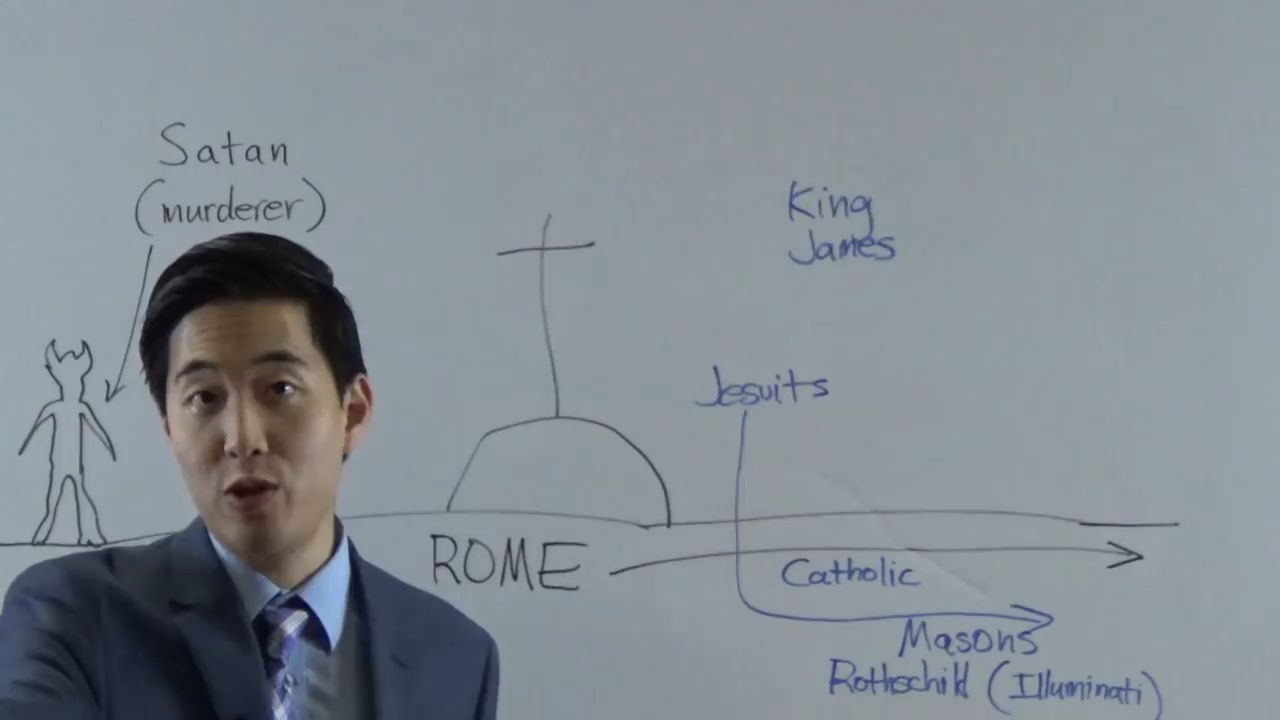 Satan
(murderer)
King
James
Jesuits
ROME
Catholic
Masons
Rothschild (Illuminati)